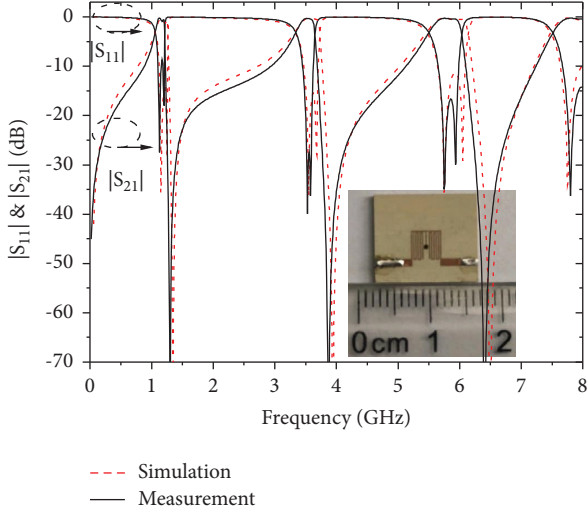 |S11| & |S21| (dB)
0
-10
-20
-30
-40
-50
-60
-70
|S11|
|S21|
0 cm 1 2
0 1 2 3 4 5 6 7 8
Frequency (GHz)
Simulation
Measurement